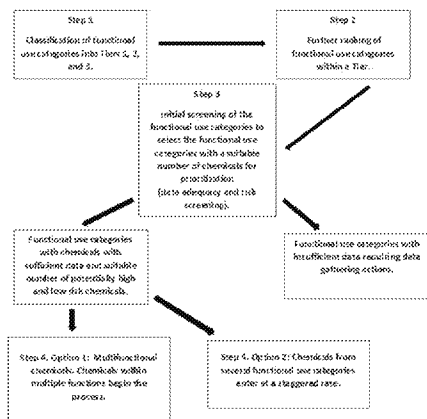 Step 1
Classification of functional
use categories into Tiers 1, 2,
and 3.
Step 2
Further ranking of
functional use categories
within a Tier.
Step 3
Initial screening of the
functional use categories to
select the functional use
categories with a suitable
number of chemicals for
prioritization
(data adequacy and risk
screening).
Functional use categories
with chemicals with
sufficient data and suitable
number of potentially high
and low risk chemicals.
Functional use categories with
insufficient data requiring data
gathering actions.
Step 4. Option 1: Multifunctional
chemicals. Chemicals within
multiple functions begin the
process.
Step 4. Option 2: Chemicals from
several functional use categories
enter at a staggered rate.